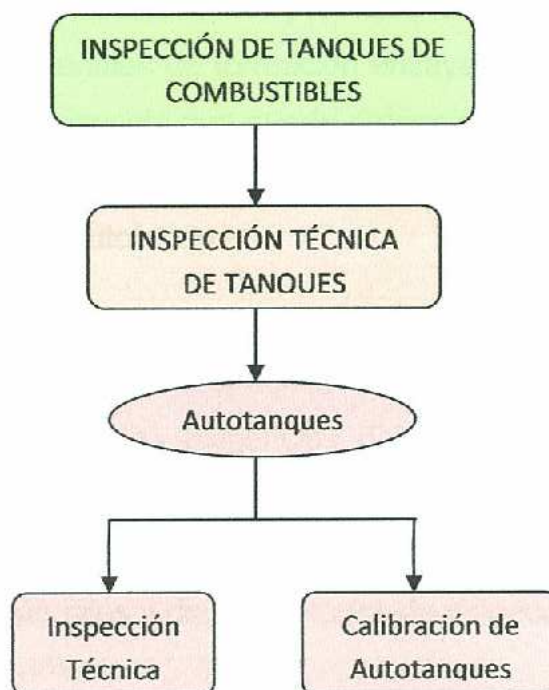 INSPECCIÓN DE TANQUES DE
COMBUSTIBLES
INSPECCIÓN TÉCNICA
DE TANQUES
Autotanques
Inspección
Técnica
Calibración de
Autotanques